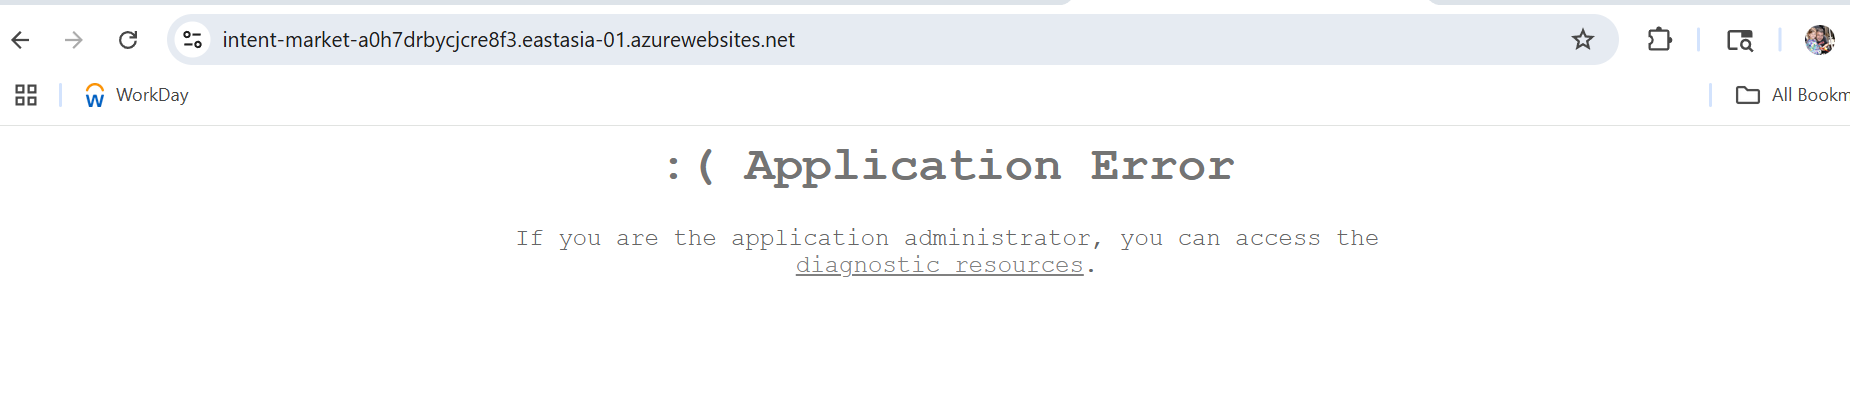 intent-market-a0h7drbycjcre8f3.eastasia-01.azurewebsites.net
WorkDay
All Bookm
:( Application Error
If you are the application administrator, you can access the
diagnostic resources.